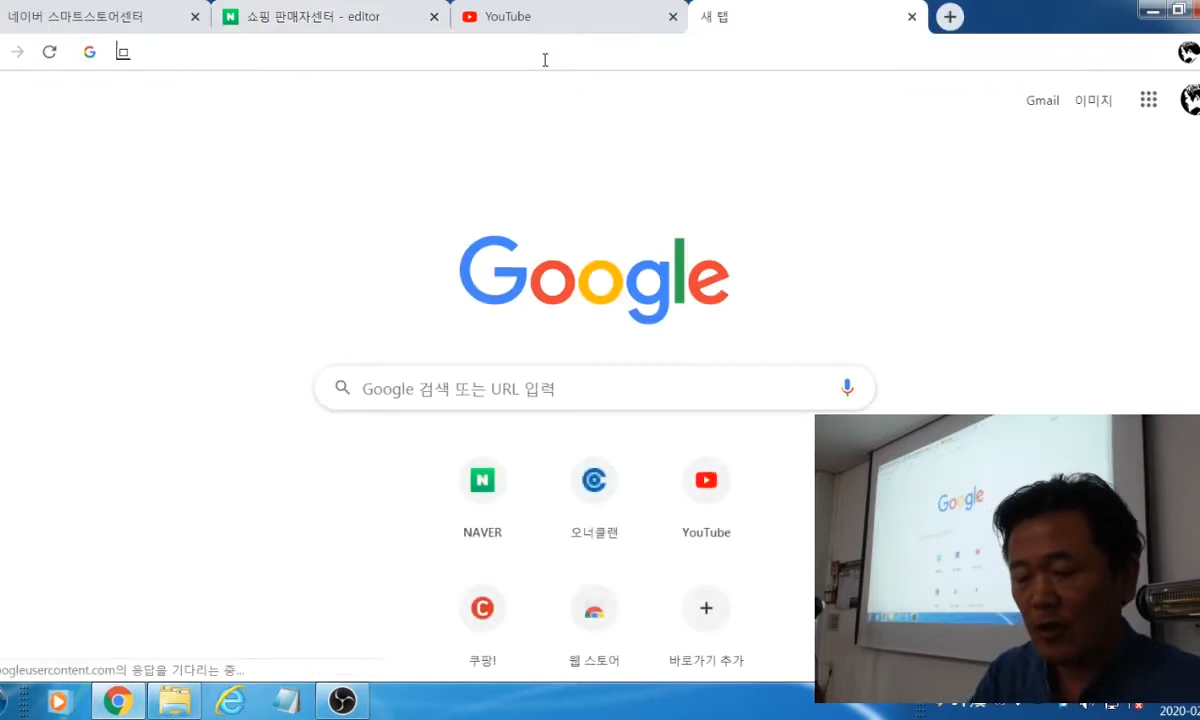 네이버 스마트스토어센터
쇼핑 판매자센터 - editor
YouTube
새 탭
Gmail
이미지
Google
Google 검색 또는 URL 입력
NAVER
오너클랜
YouTube
쿠팡!
웹 스토어
바로가기 추가
ogleusercontent.com의 응답을 기다리는 중...
Google
2020-02